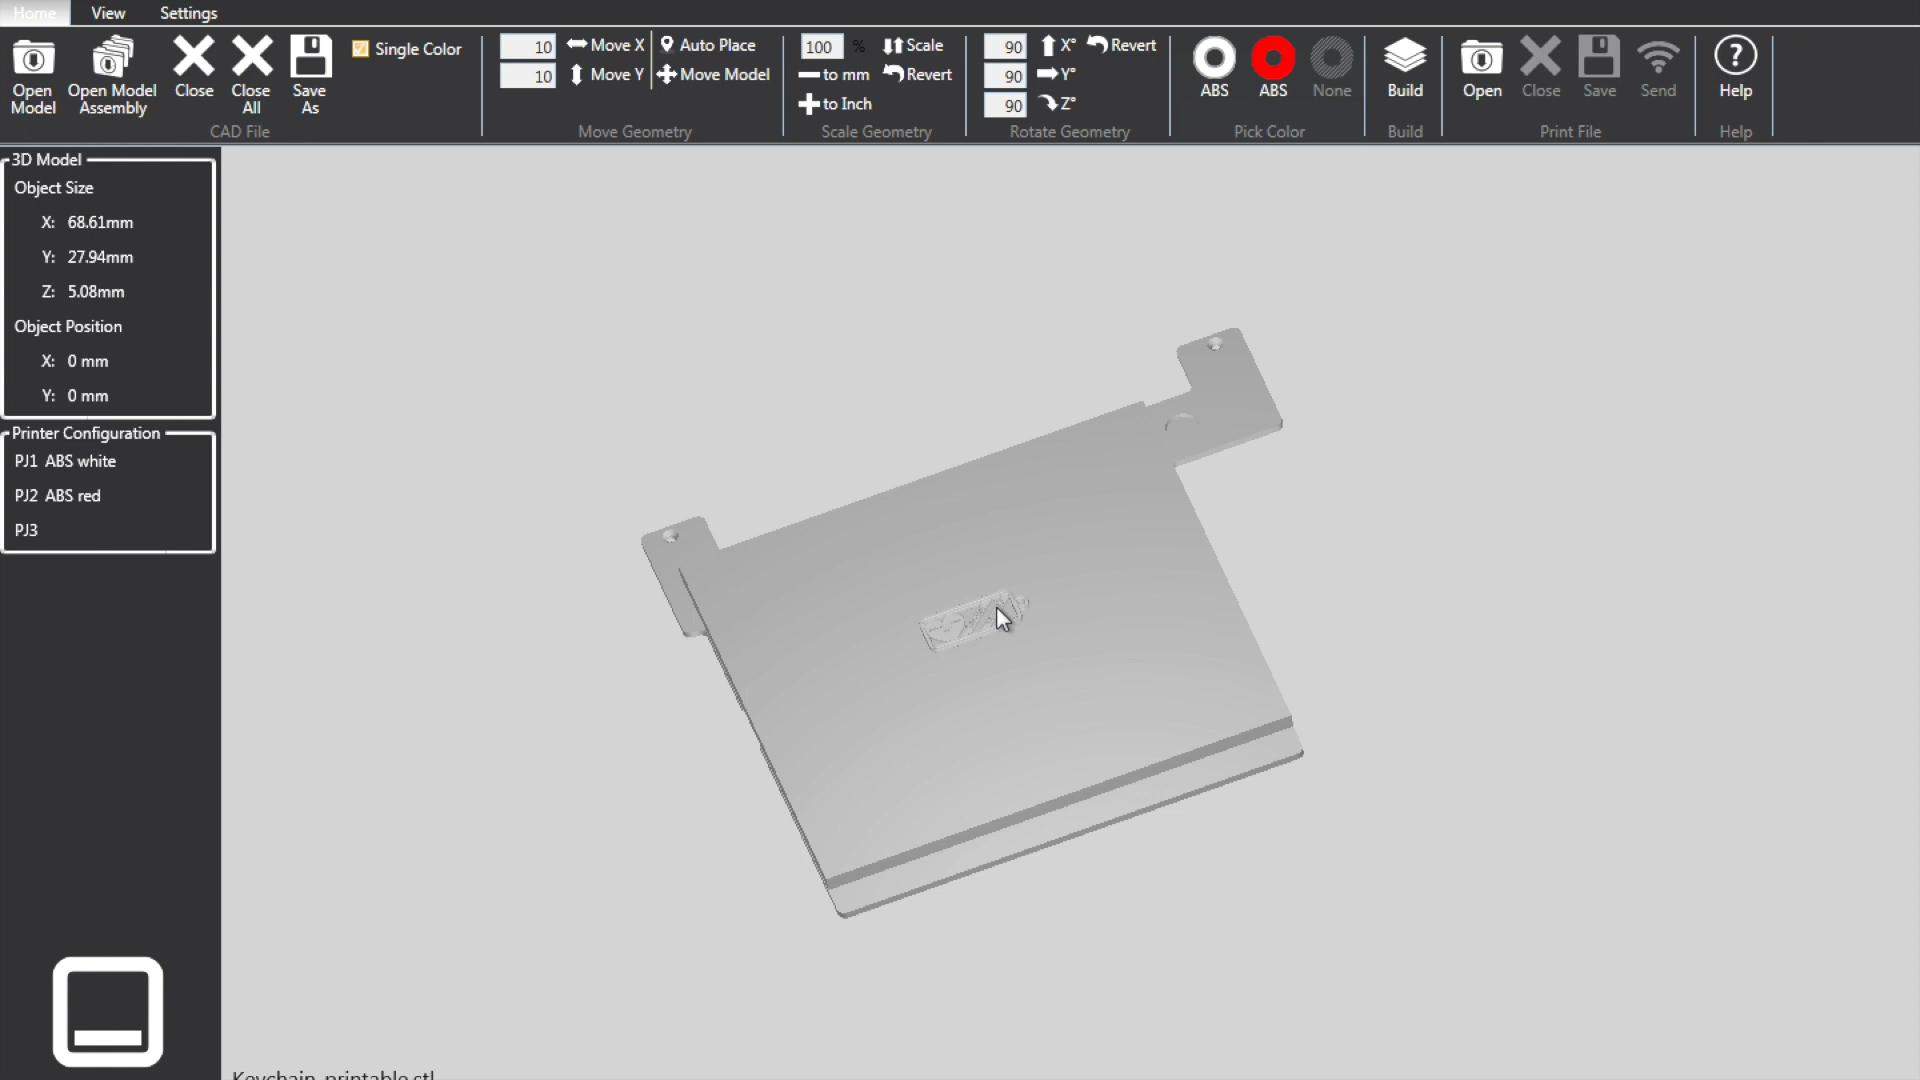 Home View Settings
Open Model
Open Model Assembly
Close
Close All
Save As
Single Color
CAD File
10 Move X
10 Move Y
Auto Place
Move Model
Move Geometry
100 % Scale
to mm Revert
to Inch
Scale Geometry
90 X° Revert
90 Y°
90 Z°
Rotate Geometry
ABS ABS None
Pick Color
Build
Build
Open Close Save Send
Print File
Help
Help
3D Model
Object Size
X: 68.61mm
Y: 27.94mm
Z: 5.08mm
Object Position
X: 0 mm
Y: 0 mm
Printer Configuration
PJ1 ABS white
PJ2 ABS red
PJ3
Keychain_printable.stl